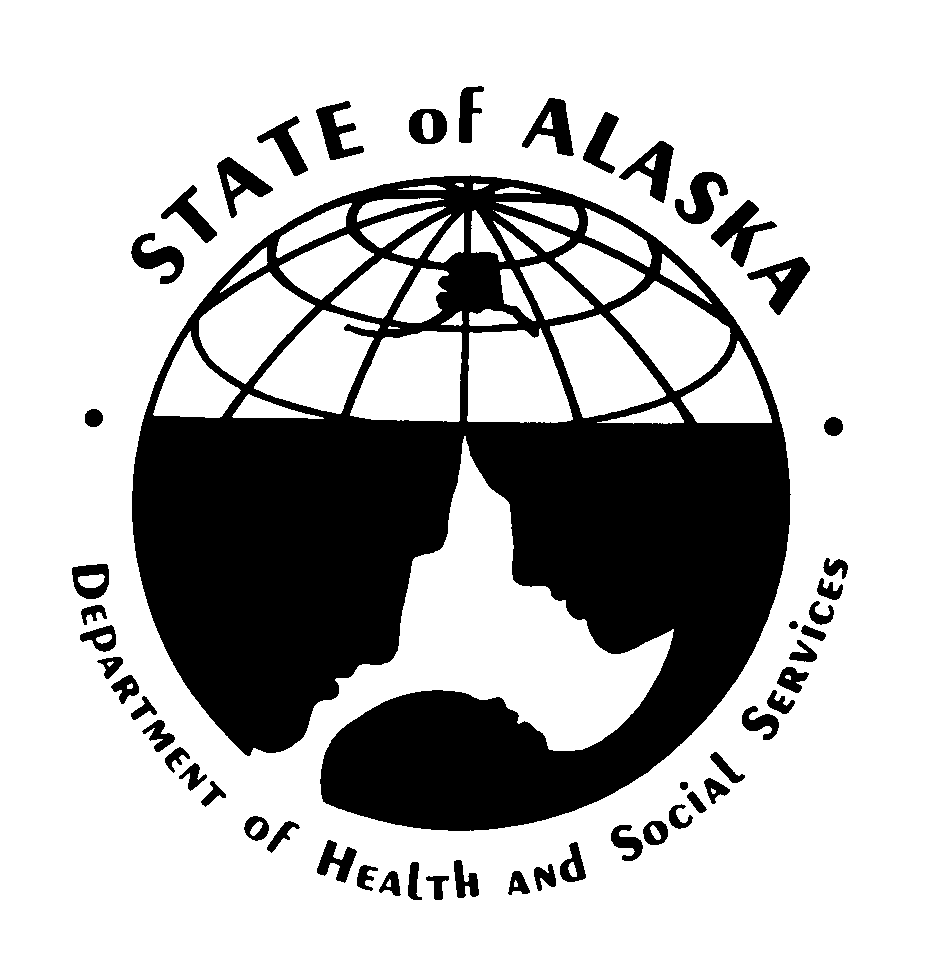 STATE of ALASKA
Department of Health and Social Services